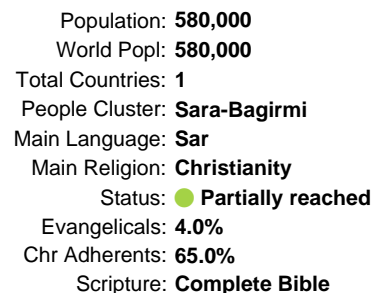 Population: 580,000
World Popl: 580,000
Total Countries: 1
People Cluster: Sara-Bagirmi
Main Language: Sar
Main Religion: Christianity
Status: Partially reached
Evangelicals: 4.0%
Chr Adherents: 65.0%
Scripture: Complete Bible